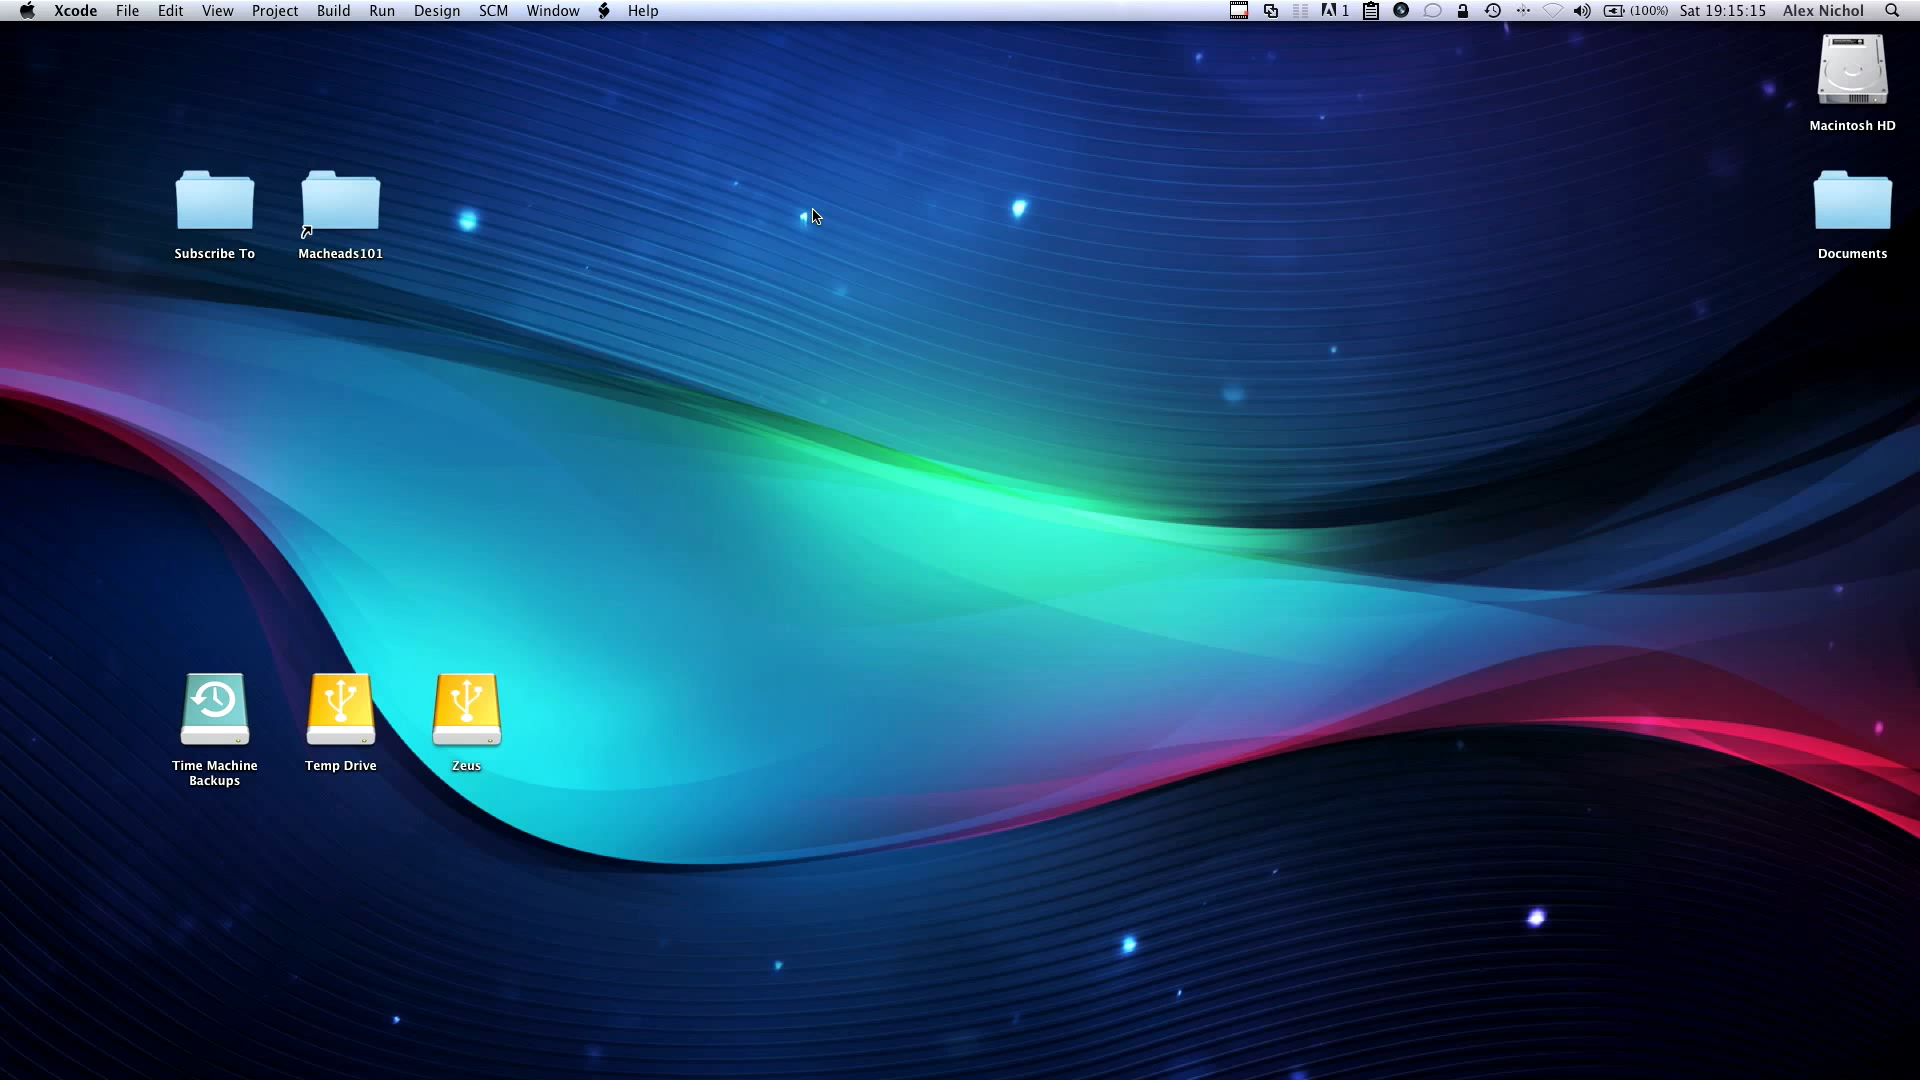 Xcode File Edit View Project Build Run Design SCM Window Help 1 (100%) Sat 19:15:15 Alex Nichol
Macintosh HD
Subscribe To
Macheads101
Documents
Time Machine
Backups
Temp Drive
Zeus